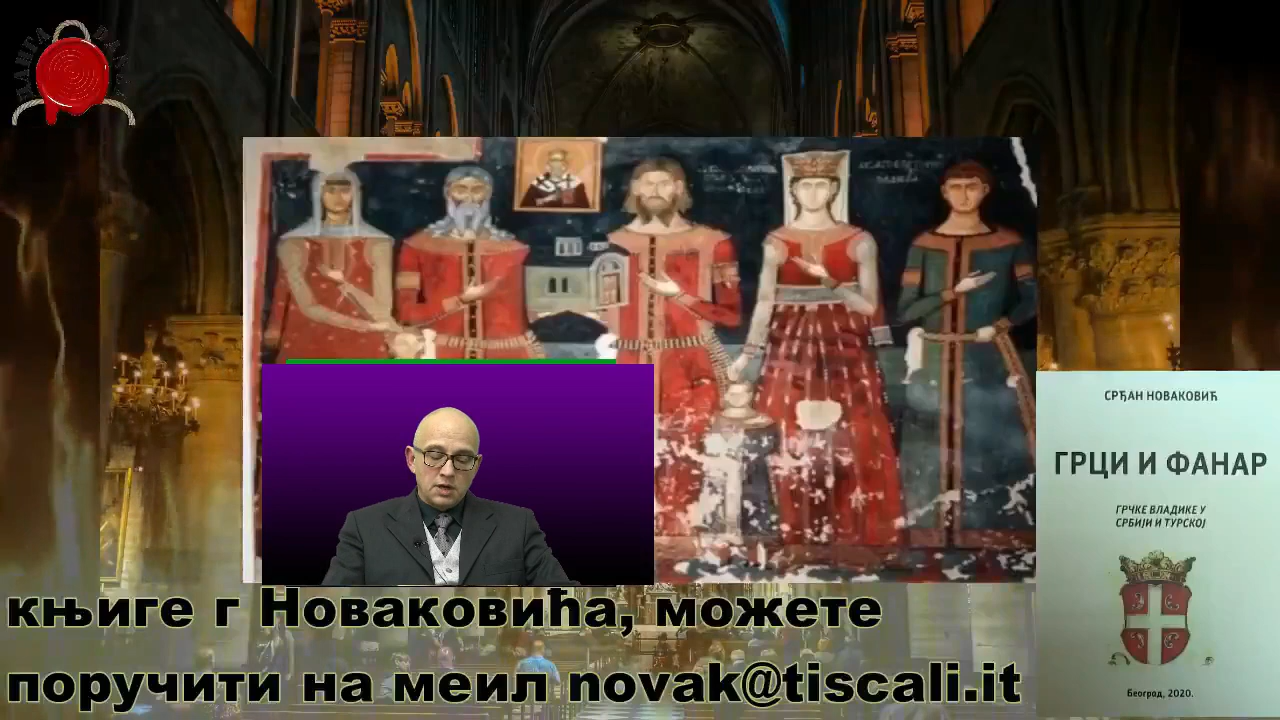 СРЂАН НОВАКОВИЋ
ГРЦИ И ФАНАР
ГРЧКЕ ВЛАДИКЕ У
СРБИЈИ И ТУРСКОЈ
Београд, 2020.
књиге г Новаковића, можете
поручити на меил novak@tiscali.it